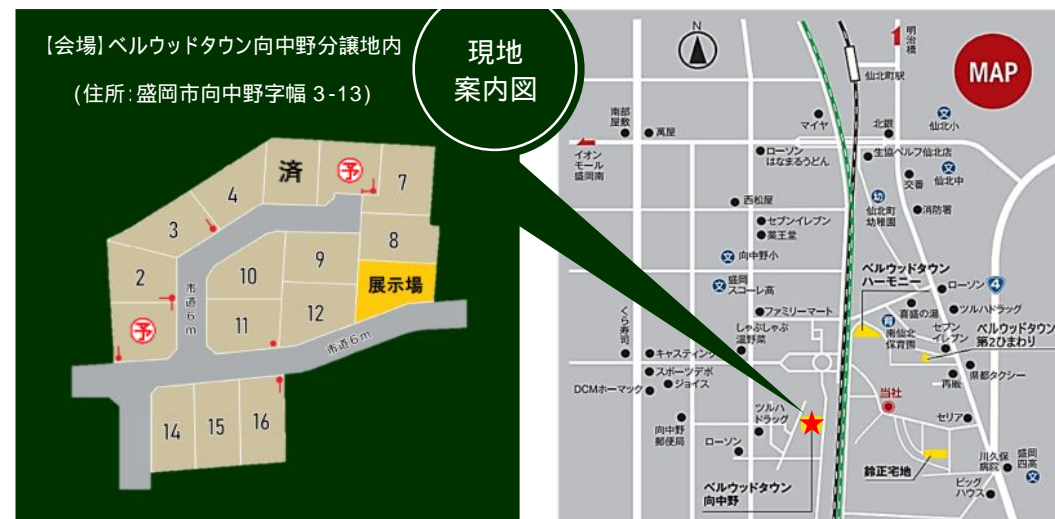 【会場】ベルウッドタウン向中野分譲地内
(住所:盛岡市向中野字幅 3-13)
現地
案内図
済
予
7
4
3
8
2
10
9
展示場
予
11
12
市道6m
市道6m
14
15
16
N
MAP
明治橋
仙北町駅
南部
屋敷
萬屋
マイヤ
北銀
文
仙北小
イオン
モール
盛岡南
ローソン
はなまるうどん
生協ベルフ仙北店
交番
文
仙北中
西松屋
幼
仙北町
幼稚園
消防署
セブンイレブン
薬王堂
文 向中野小
ベルウッドタウン
ハーモニー
文 盛岡
スコーレ高
ローソン
4
ファミリーマート
喜盛の湯
ツルハドラッグ
くら寿司
しゃぶしゃぶ
温野菜
育
南仙北
保育園
セブン
イレブン
ベルウッドタウン
第2ひまわり
キャスティング
スポーツデポ
ジョイス
DCMホーマック
再販
県都タクシー
当社
ツルハ
ドラッグ
セリア
向中野
郵便局
ローソン
川久保
病院
盛岡
四高
文
鈴正宅地
ベルウッドタウン
向中野
ビッグ
ハウス